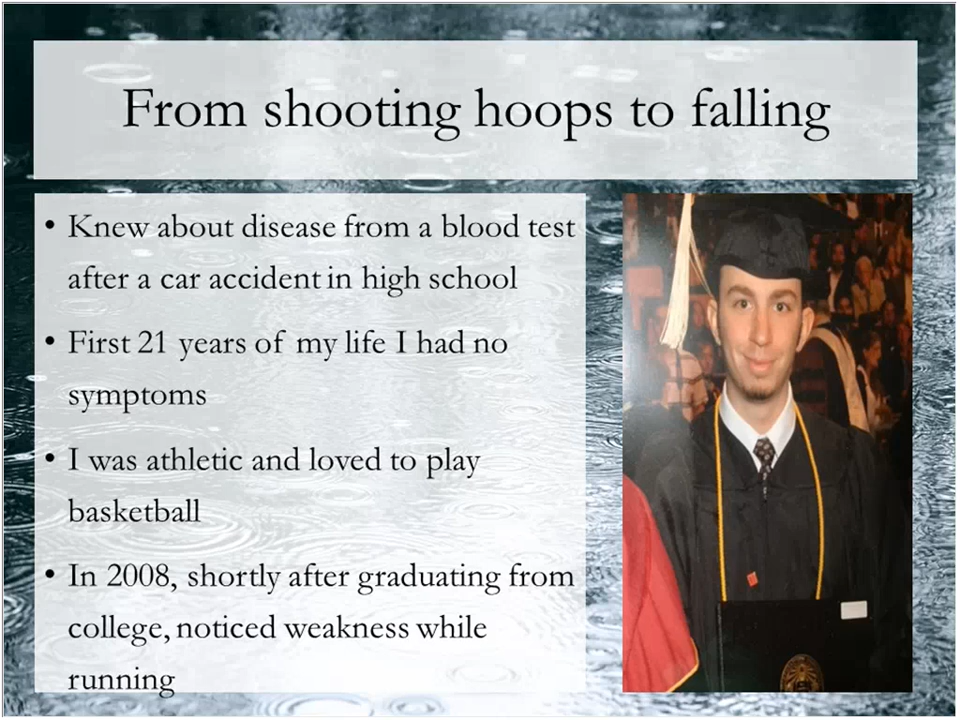 From shooting hoops to falling
• Knew about disease from a blood test
after a car accident in high school
• First 21 years of my life I had no
symptoms
• I was athletic and loved to play
basketball
• In 2008, shortly after graduating from
college, noticed weakness while
running